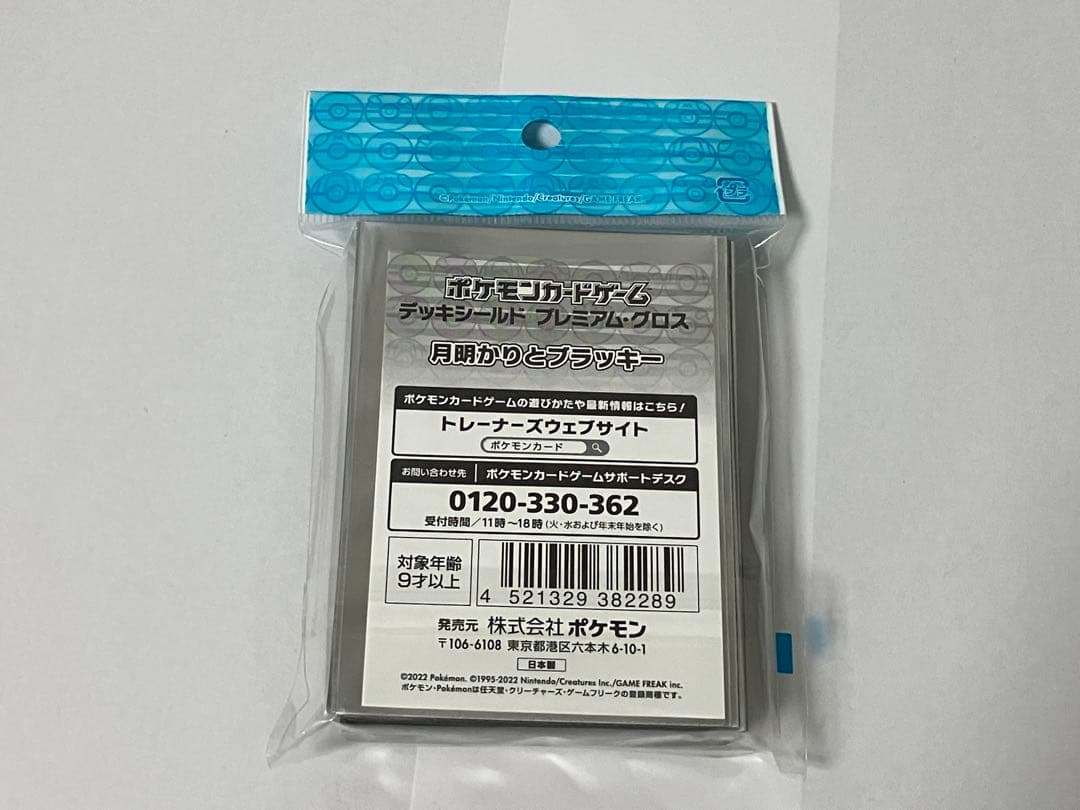 ©Pokémon/Nintendo/Creatures/GAME FREAK.
プラ
ポケモンカードゲーム
デッキシールド プレミアム・グロス
月明かりとブラッキー
ポケモンカードゲームの遊びかたや最新情報はこちら！
トレーナーズウェブサイト
ポケモンカード
お問い合わせ先 ポケモンカードゲームサポートデスク
0120-330-362
受付時間／11時～18時（火・水および年末年始を除く）
対象年齢
9才以上
4 521329 382289
発売元 株式会社ポケモン
〒106-6108 東京都港区六本木6-10-1
日本製
©2022 Pokémon. ©1995-2022 Nintendo/Creatures Inc./GAME FREAK inc.
ポケモン・Pokémonは任天堂・クリーチャーズ・ゲームフリークの登録商標です。